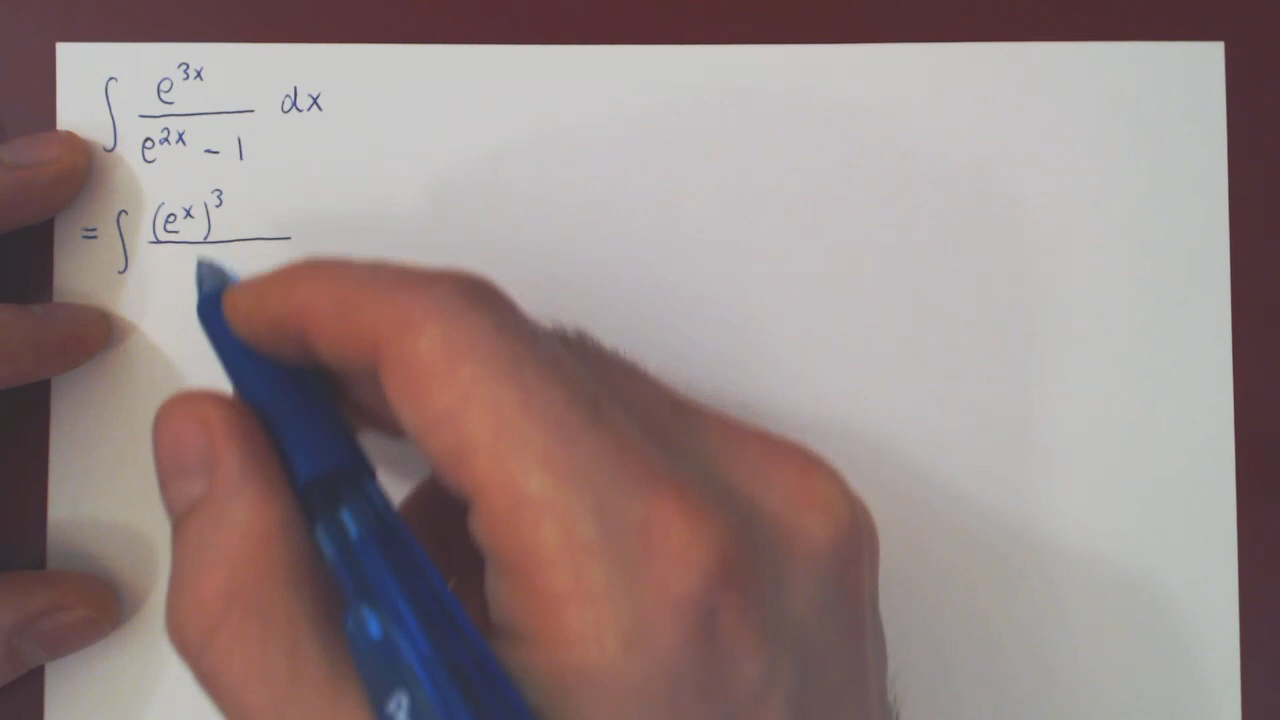 ∫ e^{3x} / (e^{2x} - 1) dx
= ∫ (e^x)^3 /